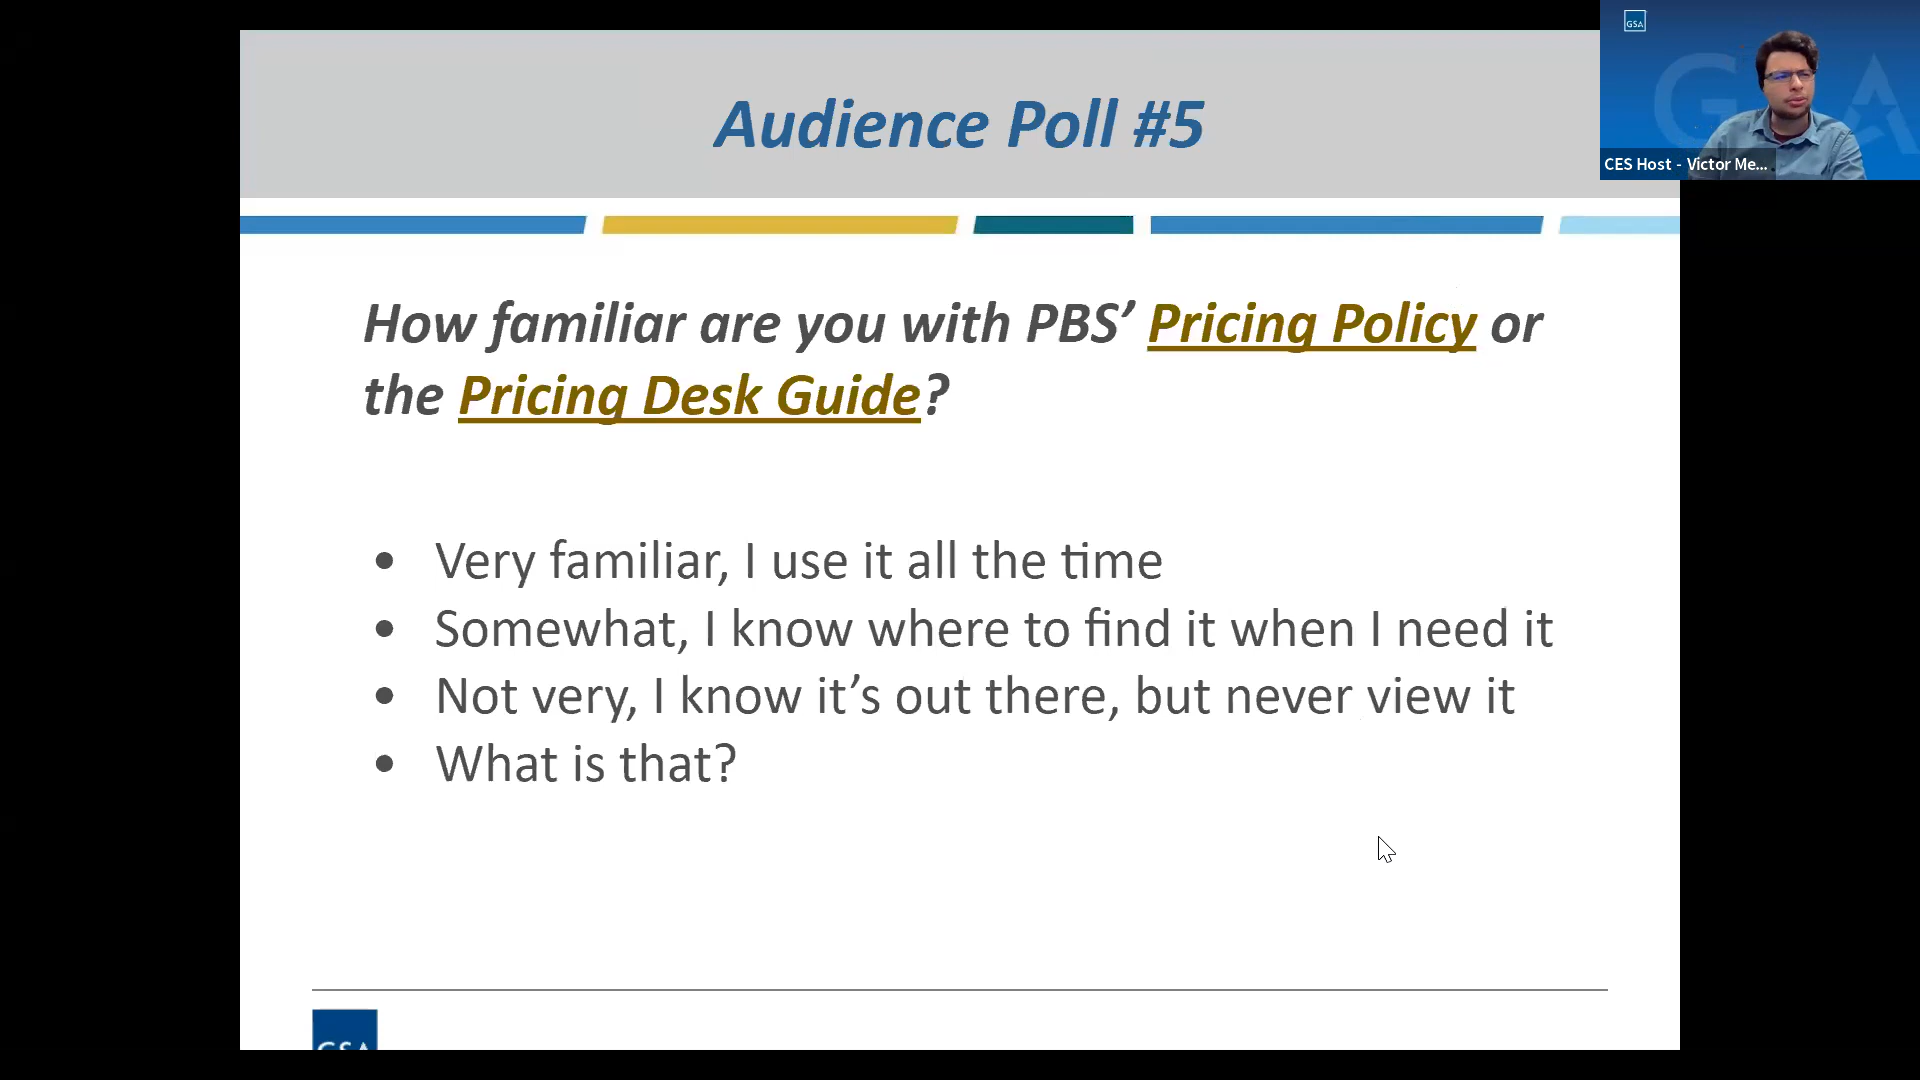 Audience Poll #5
GSA
GSA
CES Host - Victor Me...
How familiar are you with PBS’ Pricing Policy or
the Pricing Desk Guide?
• Very familiar, I use it all the time
• Somewhat, I know where to find it when I need it
• Not very, I know it’s out there, but never view it
• What is that?
GSA